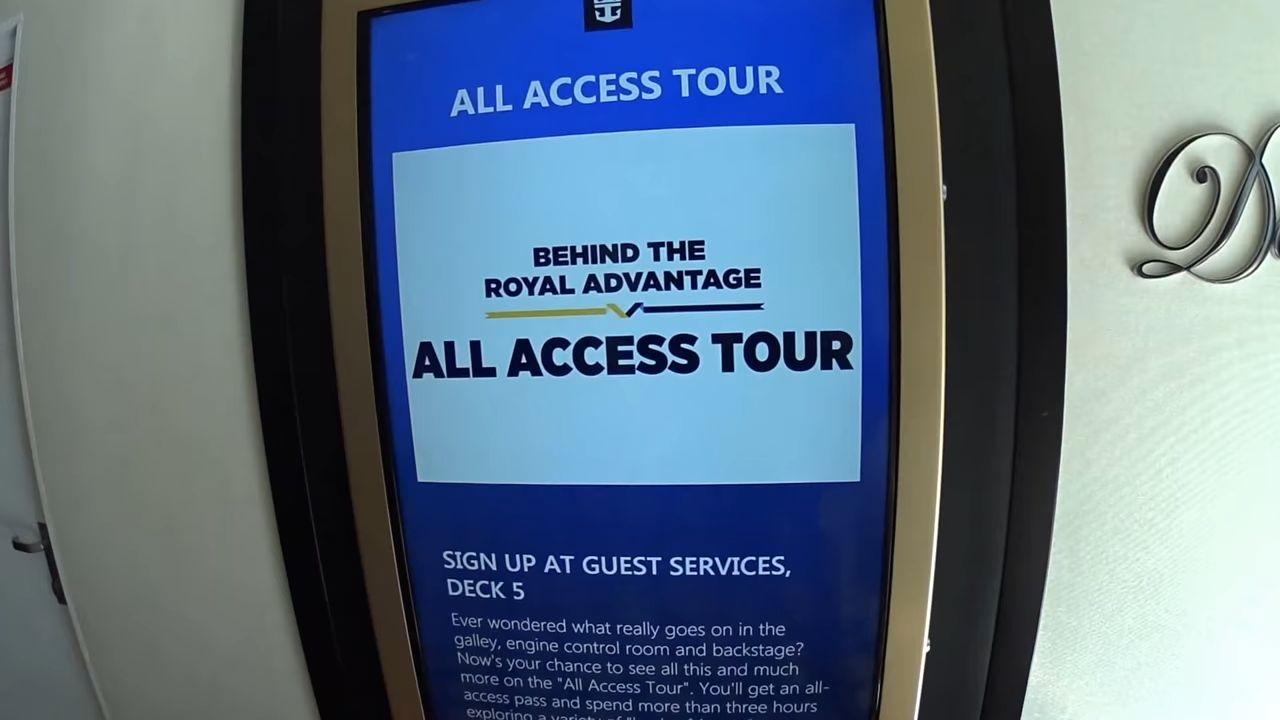 ALL ACCESS TOUR
BEHIND THE
ROYAL ADVANTAGE
ALL ACCESS TOUR
SIGN UP AT GUEST SERVICES,
DECK 5
Ever wondered what really goes on in the
galley, engine control room and backstage?
Now's your chance to see all this and much
more on the "All Access Tour". You'll get an all-
access pass and spend more than three hours
exploring a variety of